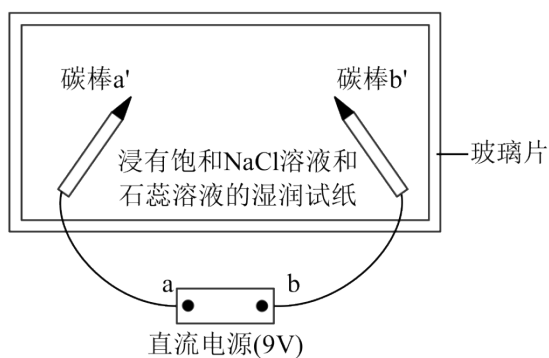 碳棒a'
碳棒b'
浸有饱和NaCl溶液和
石蕊溶液的湿润试纸
玻璃片
a
b
直流电源(9V)